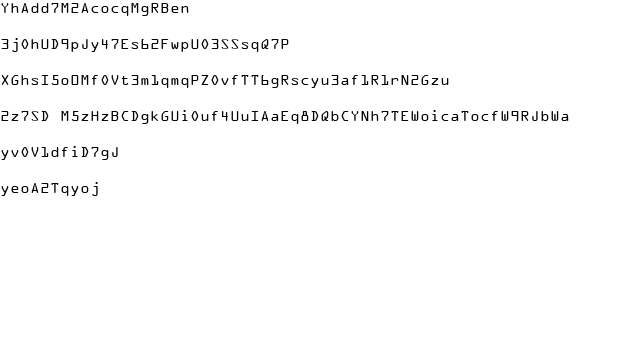 YhAdd7M2AcocqMgRBen
3j0hUD9pJy47Es62FwpU03SSsqQ7P
XGhsI5oOMf0Vt3m1qmqPZ0vfTT6gRscyu3af1R1rN2Gzu
2z7SD M5zHzBCDgkGUi0uf4UuIAaEq8DQbCYNh7TEWoicaTocfW9RJbWa
yv0V1dfiD7gJ
yeoA2Tqyoj